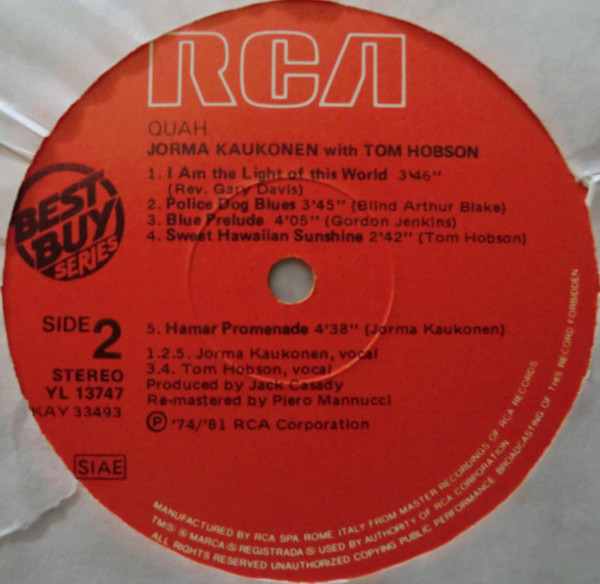 RCA
QUAH
JORMA KAUKONEN with TOM HOBSON
1. I Am the Light of this World 3'46"
(Rev. Gary Davis)
2. Police Dog Blues 3'45" (Blind Arthur Blake)
3. Blue Prelude 4'05" (Gordon Jenkins)
4. Sweet Hawaiian Sunshine 2'42" (Tom Hobson)
BEST
BUY
SERIES
5. Hamar Promenade 4'38" (Jorma Kaukonen)
SIDE 2
1.2.5. Jorma Kaukonen, vocal
3.4. Tom Hobson, vocal
Produced by Jack Casady
Re-mastered by Piero Mannucci
STEREO
YL 13747
KAY 33493
Ⓟ '74/'81 RCA Corporation
SIAE
MANUFACTURED BY RCA SPA ROME ITALY FROM MASTER RECORDINGS OF RCA RECORDS
TM(S) ® MARCA(S) REGISTRADA(S) USED BY AUTHORITY OF RCA CORPORATION
ALL RIGHTS RESERVED UNAUTHORIZED COPYING PUBLIC PERFORMANCE BROADCASTING OF THIS RECORD FORBIDDEN